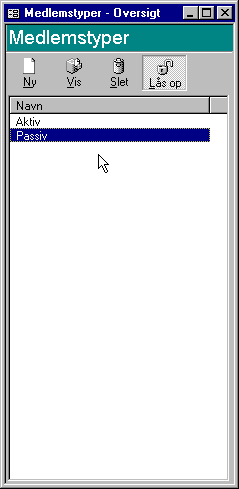 Medlemstyper - Oversigt
Medlemstyper
Ny Vis Slet Lås op
Navn
Aktiv
Passiv